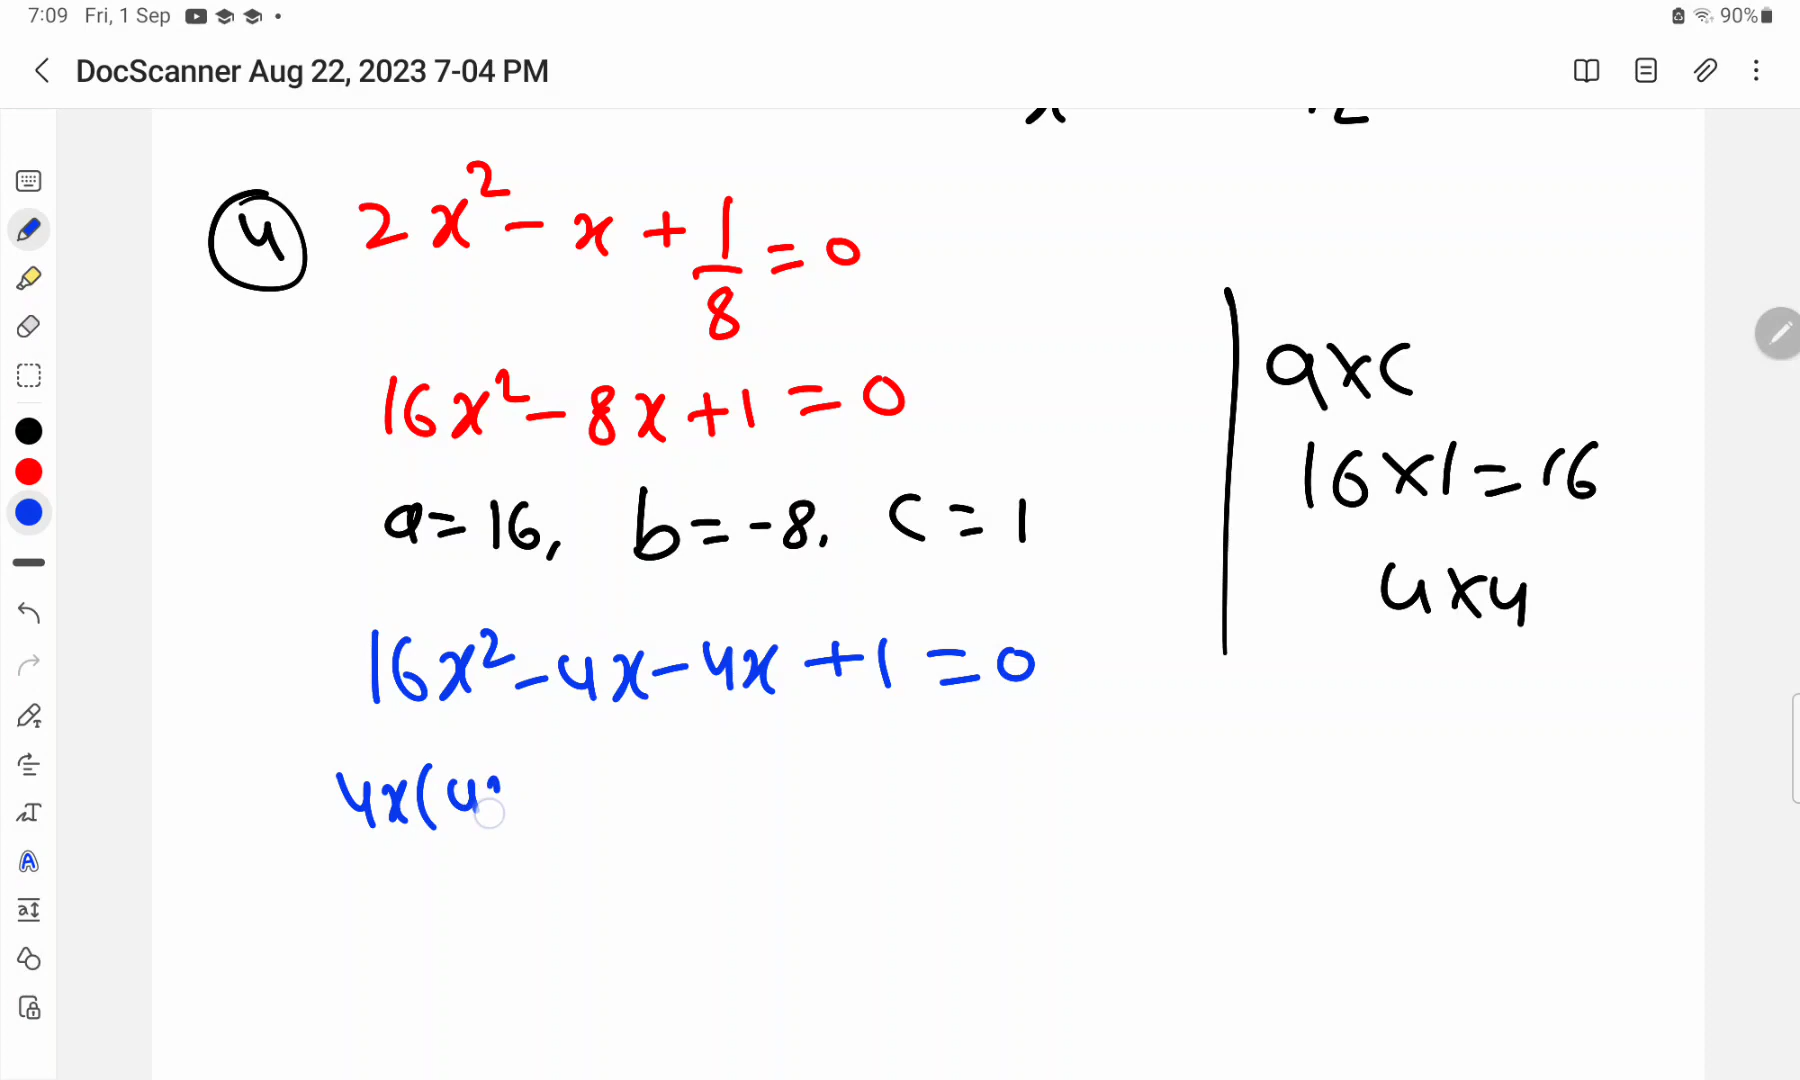 7:09 Fri, 1 Sep 90%
DocScanner Aug 22, 2023 7-04 PM
4 2x² - x + 1/8 = 0
16x² - 8x + 1 = 0
a = 16, b = -8, c = 1
16x² - 4x - 4x + 1 = 0
4x(4
a×c
16×1=16
4×4